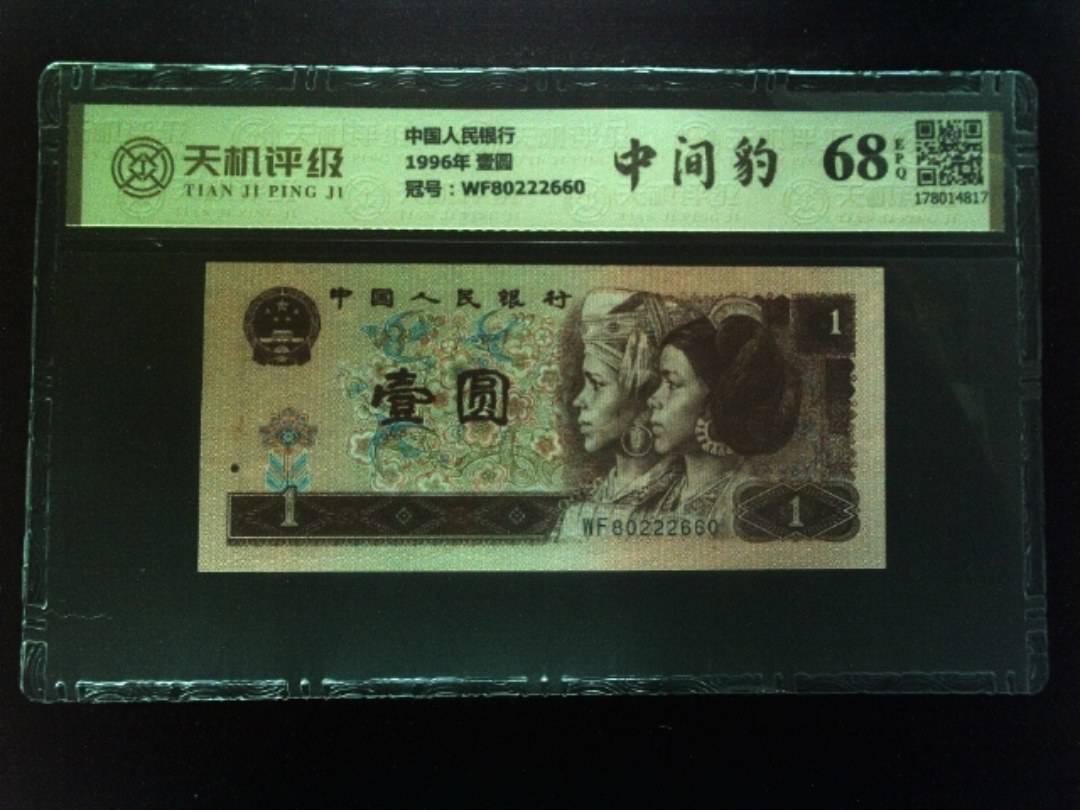 天机评级
TIAN JI PING JI
中国人民银行
1996年 壹圆
冠号：WF80222660
中间豹
68
EPQ
178014817
中国人民银行
1
壹圆
1
WF80222660
1